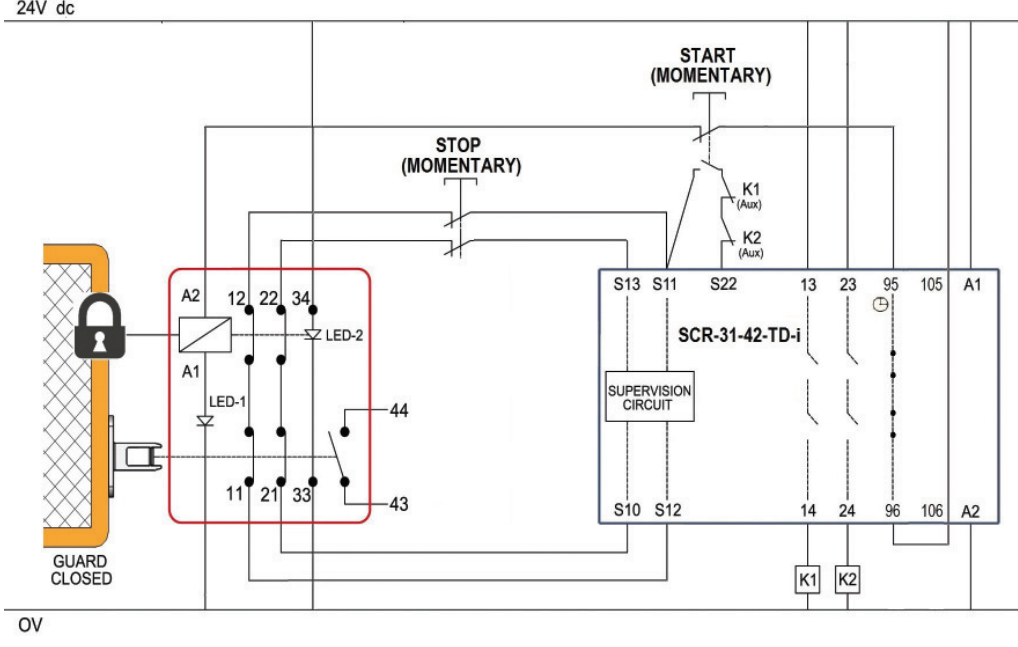 24V dc
START
(MOMENTARY)
STOP
(MOMENTARY)
K1
(Aux)
K2
(Aux)
S13 S11 S22 13 23 95 105 A1
A2 12 22 34
SCR-31-42-TD-i
LED-2
A1
SUPERVISION
CIRCUIT
LED-1
44
11 21 33
43
S10 S12 14 24 96 106 A2
GUARD
CLOSED
K1 K2
OV